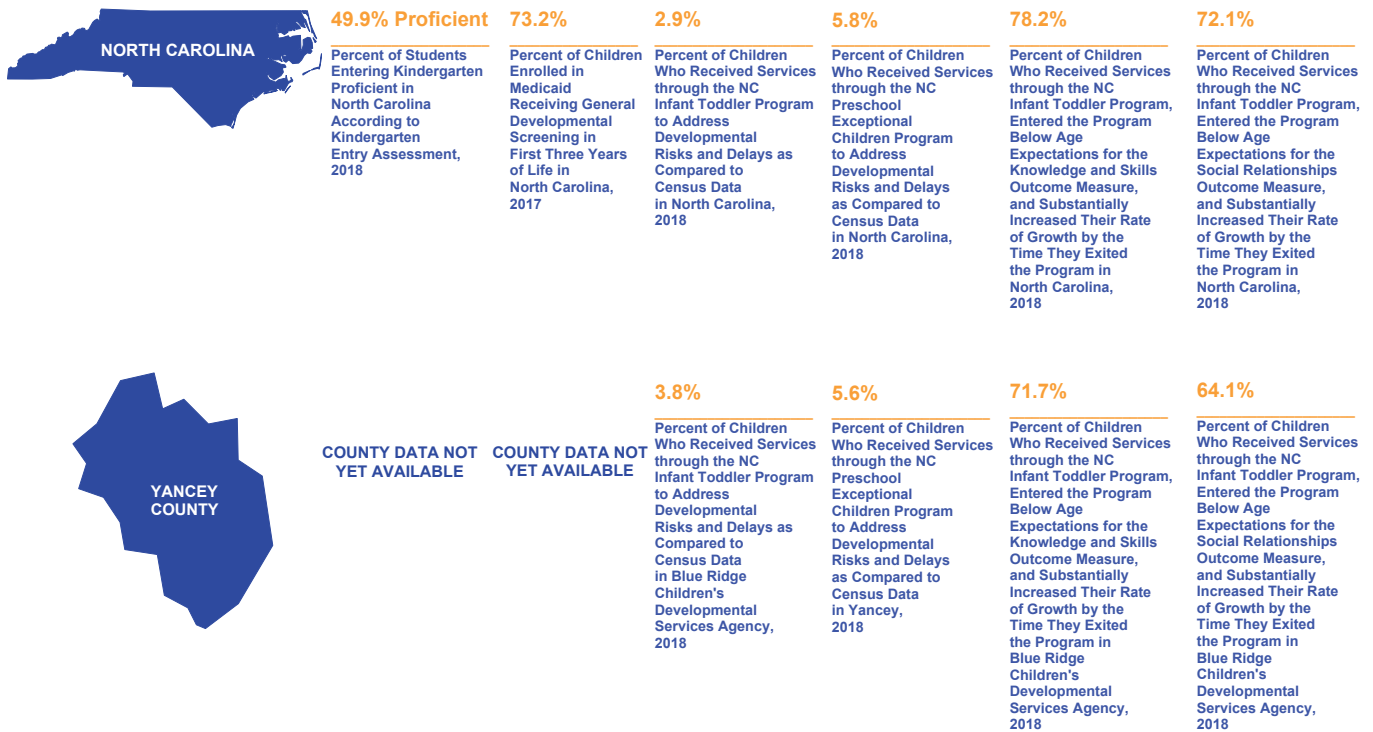 NORTH CAROLINA
49.9% Proficient
Percent of Students
Entering Kindergarten
Proficient in
North Carolina
According to
Kindergarten
Entry Assessment,
2018
73.2%
Percent of Children
Enrolled in
Medicaid
Receiving General
Developmental
Screening in
First Three Years
of Life in
North Carolina,
2017
2.9%
Percent of Children
Who Received Services
through the NC
Infant Toddler Program
to Address
Developmental
Risks and Delays as
Compared to
Census Data
in North Carolina,
2018
5.8%
Percent of Children
Who Received Services
through the NC
Preschool
Exceptional
Children Program
to Address
Developmental
Risks and Delays
as Compared to
Census Data
in North Carolina,
2018
78.2%
Percent of Children
Who Received Services
through the NC
Infant Toddler Program,
Entered the Program
Below Age
Expectations for the
Knowledge and Skills
Outcome Measure,
and Substantially
Increased Their Rate
of Growth by the
Time They Exited
the Program in
North Carolina,
2018
72.1%
Percent of Children
Who Received Services
through the NC
Infant Toddler Program,
Entered the Program
Below Age
Expectations for the
Social Relationships
Outcome Measure,
and Substantially
Increased Their Rate
of Growth by the
Time They Exited
the Program in
North Carolina,
2018
YANCEY
COUNTY
COUNTY DATA NOT
YET AVAILABLE
COUNTY DATA NOT
YET AVAILABLE
3.8%
Percent of Children
Who Received Services
through the NC
Infant Toddler Program
to Address
Developmental
Risks and Delays as
Compared to
Census Data
in Blue Ridge
Children's
Developmental
Services Agency,
2018
5.6%
Percent of Children
Who Received Services
through the NC
Preschool
Exceptional
Children Program
to Address
Developmental
Risks and Delays
as Compared to
Census Data
in Yancey,
2018
71.7%
Percent of Children
Who Received Services
through the NC
Infant Toddler Program,
Entered the Program
Below Age
Expectations for the
Knowledge and Skills
Outcome Measure,
and Substantially
Increased Their Rate
of Growth by the
Time They Exited
the Program in
Blue Ridge
Children's
Developmental
Services Agency,
2018
64.1%
Percent of Children
Who Received Services
through the NC
Infant Toddler Program,
Entered the Program
Below Age
Expectations for the
Social Relationships
Outcome Measure,
and Substantially
Increased Their Rate
of Growth by the
Time They Exited
the Program in
Blue Ridge
Children's
Developmental
Services Agency,
2018